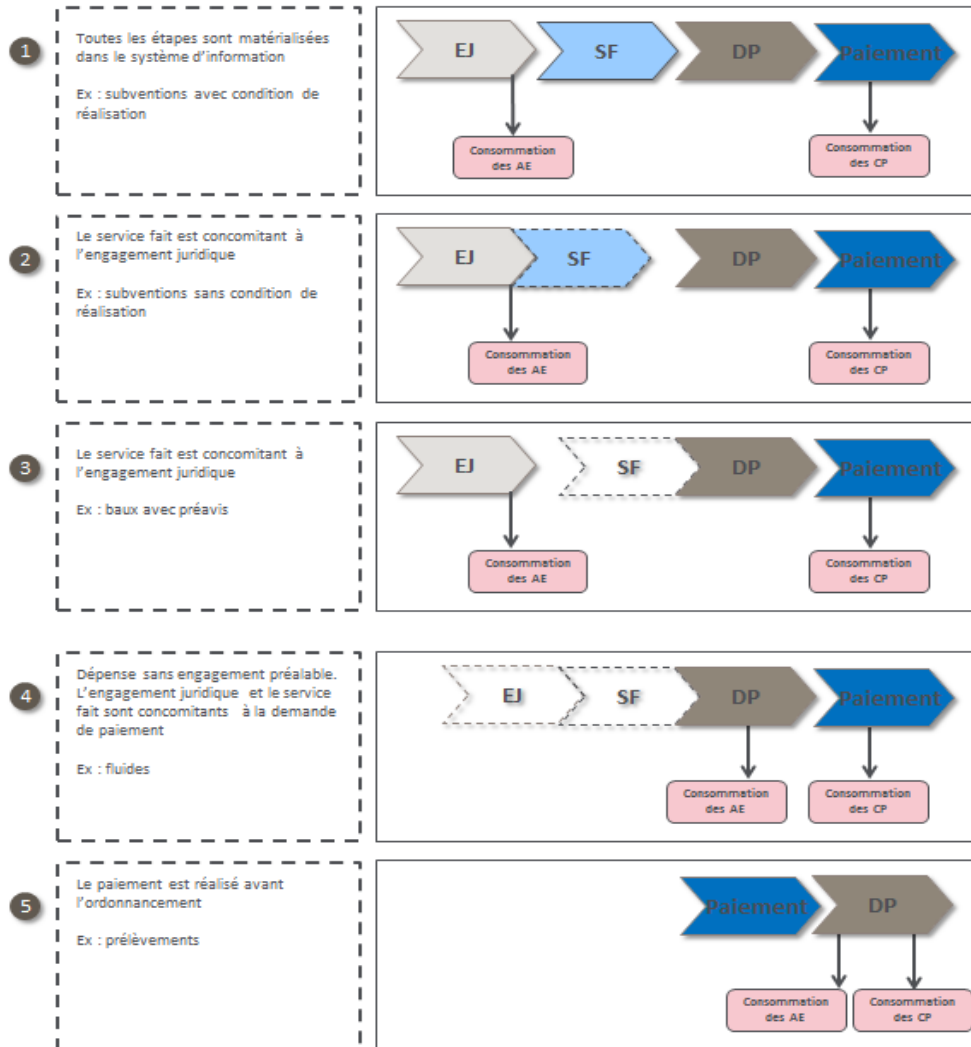 1
Toutes les étapes sont matérialisées
dans le système d'information
Ex : subventions avec condition de
réalisation
EJ
SF
DP
Paiement
Consommation
des AE
Consommation
des CP
2
Le service fait est concomitant à
l'engagement juridique
Ex : subventions sans condition de
réalisation
EJ
SF
DP
Paiement
Consommation
des AE
Consommation
des CP
3
Le service fait est concomitant à
l'engagement juridique
Ex : baux avec préavis
EJ
SF
DP
Paiement
Consommation
des AE
Consommation
des CP
4
Dépense sans engagement préalable.
L'engagement juridique et le service
fait sont concomitants à la demande
de paiement
Ex : fluides
EJ
SF
DP
Paiement
Consommation
des AE
Consommation
des CP
5
Le paiement est réalisé avant
l'ordonnancement
Ex : prélèvements
Paiement
DP
Consommation
des AE
Consommation
des CP